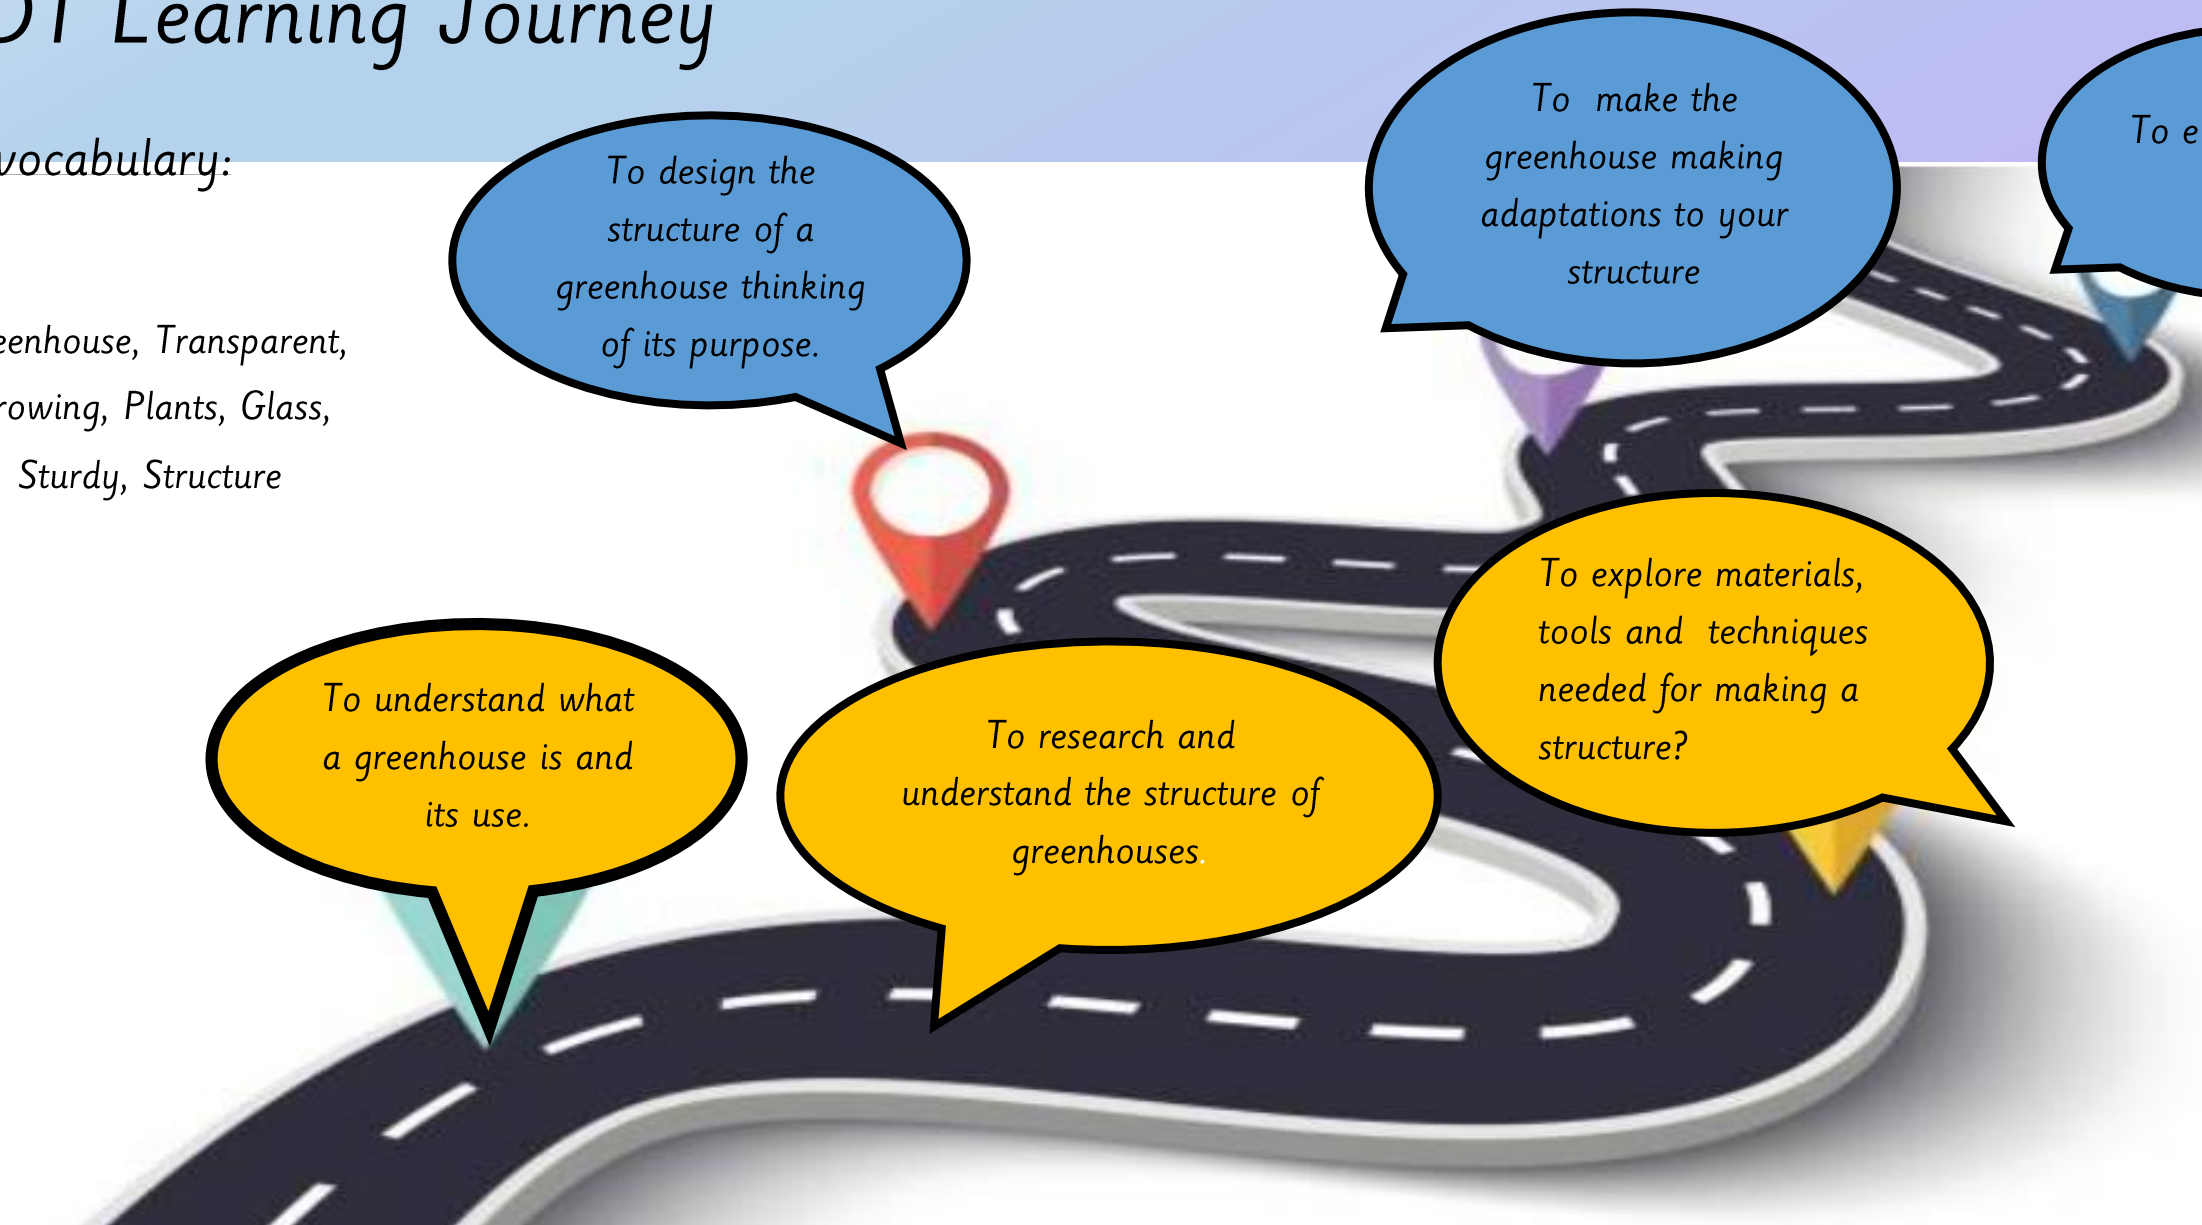 DT Learning Journey
vocabulary:
Transparent,
Plants, Glass,
Sturdy, Structure
To design the
structure of a
greenhouse thinking
of its purpose.
To  make the
greenhouse making
adaptations to your
structure
To
To understand what
a greenhouse is and
its use.
To research and
understand the structure of
greenhouses.
To explore materials,
tools and  techniques
needed for making a
structure?